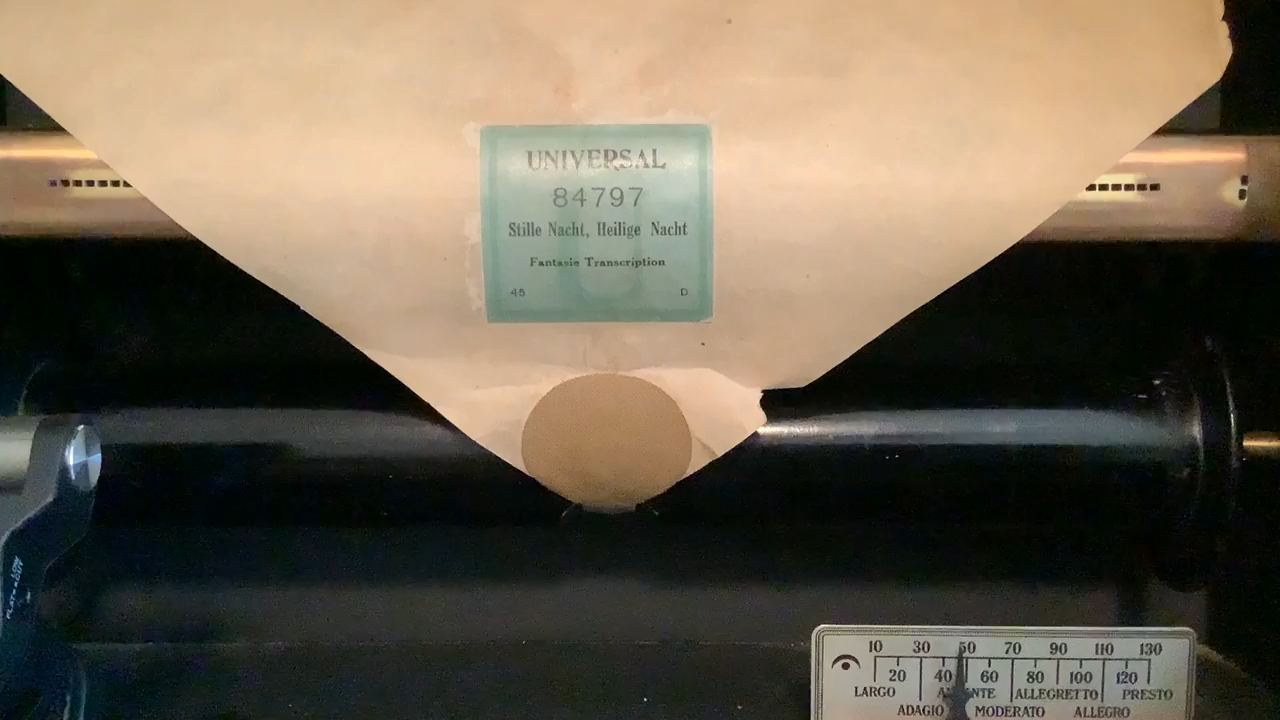 UNIVERSAL
84797
Stille Nacht, Heilige Nacht
Fantasie Transcription
45 D
10 30 50 70 90 110 130
20 40 60 80 100 120
LARGO ALLEGRETTO PRESTO
ADAGIO MODERATO ALLEGRO